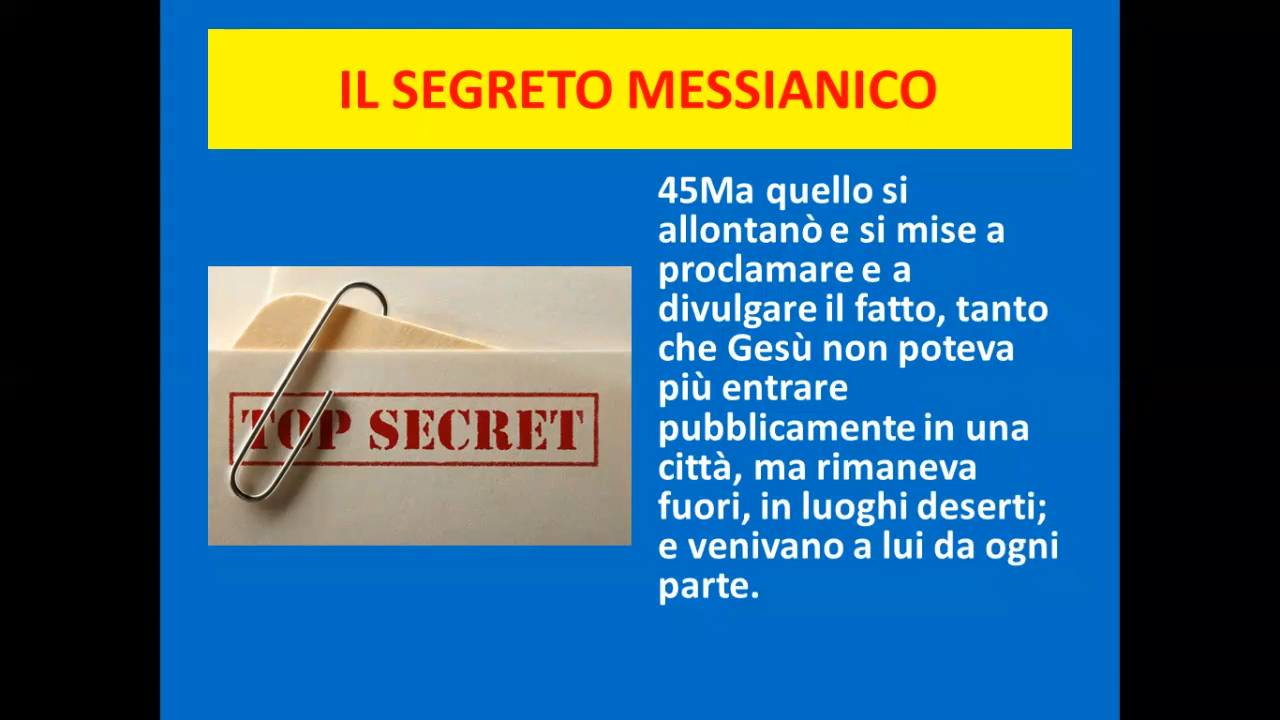 IL SEGRETO MESSIANICO
45Ma quello si
allontanò e si mise a
proclamare e a
divulgare il fatto, tanto
che Gesù non poteva
più entrare
pubblicamente in una
città, ma rimaneva
fuori, in luoghi deserti;
e venivano a lui da ogni
parte.
TOP SECRET